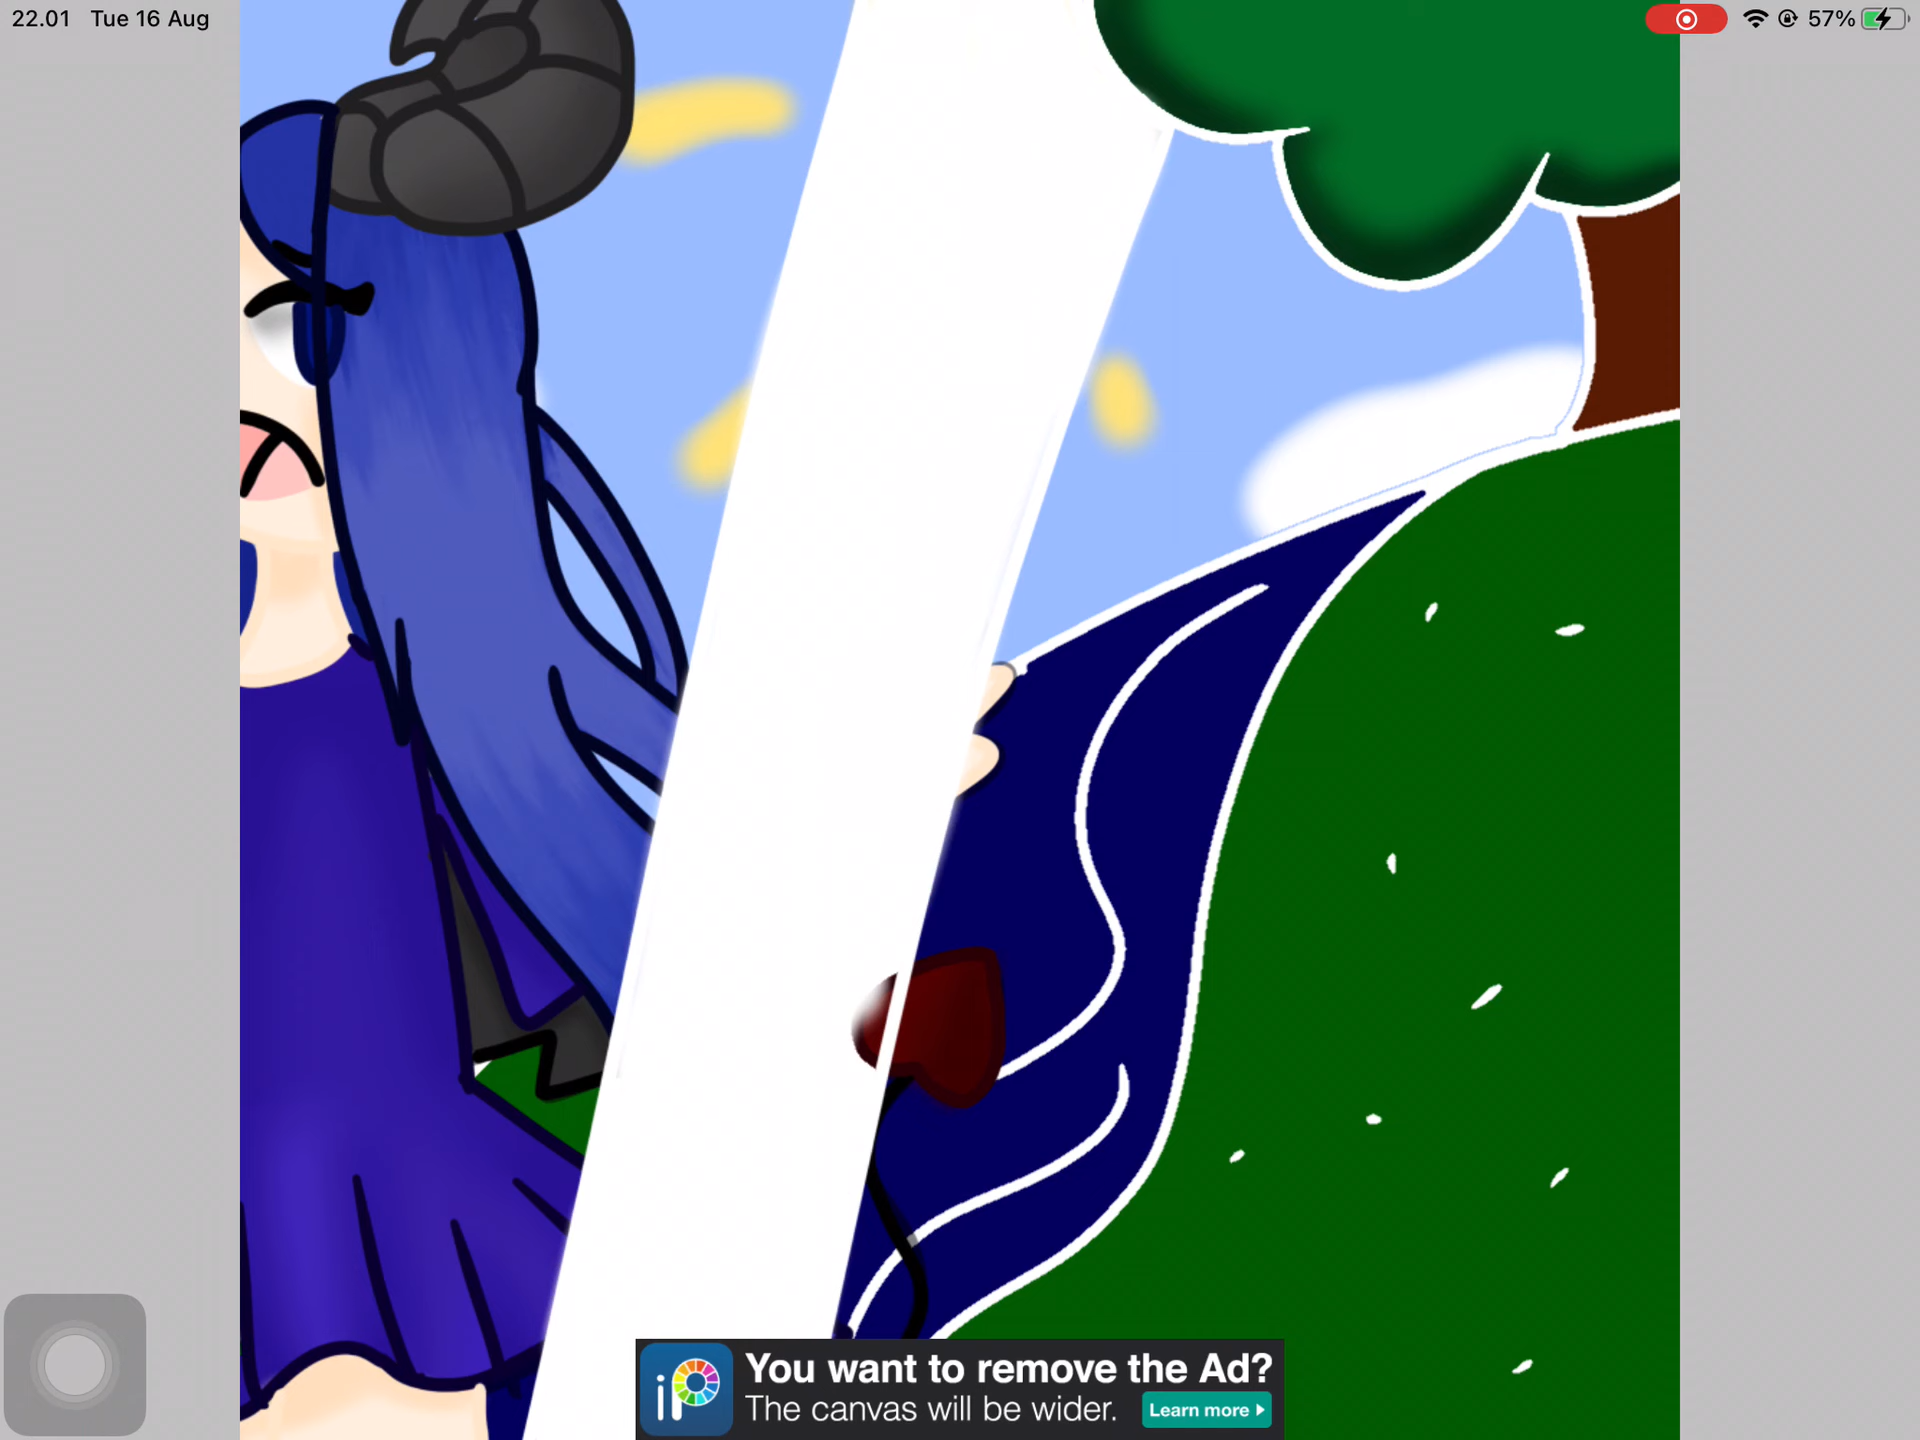 22.01 Tue 16 Aug
57%
iP
You want to remove the Ad?
The canvas will be wider.
Learn more